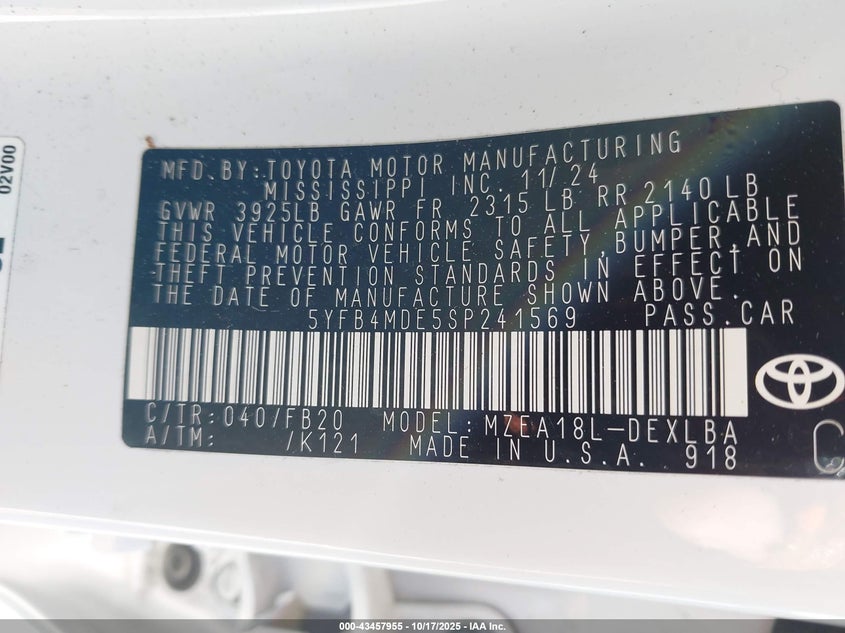 02V00
MFD. BY: TOYOTA MOTOR MANUFACTURING
MISSISSIPPI INC. 11/24
GVWR 3925LB GAWR FR 2315 LB RR 2140 LB
THIS VEHICLE CONFORMS TO ALL APPLICABLE
FEDERAL MOTOR VEHICLE SAFETY, BUMPER, AND
THEFT PREVENTION STANDARDS IN EFFECT ON
THE DATE OF MANUFACTURE SHOWN ABOVE.
5YFB4MDE5SP241569 PASS. CAR
C/TR: 040/FB20 MODEL: MZEA18L-DEXLBA
A/TM: /K121 MADE IN U.S.A. 918
000-43457955 - 10/17/2025 - IAA Inc.